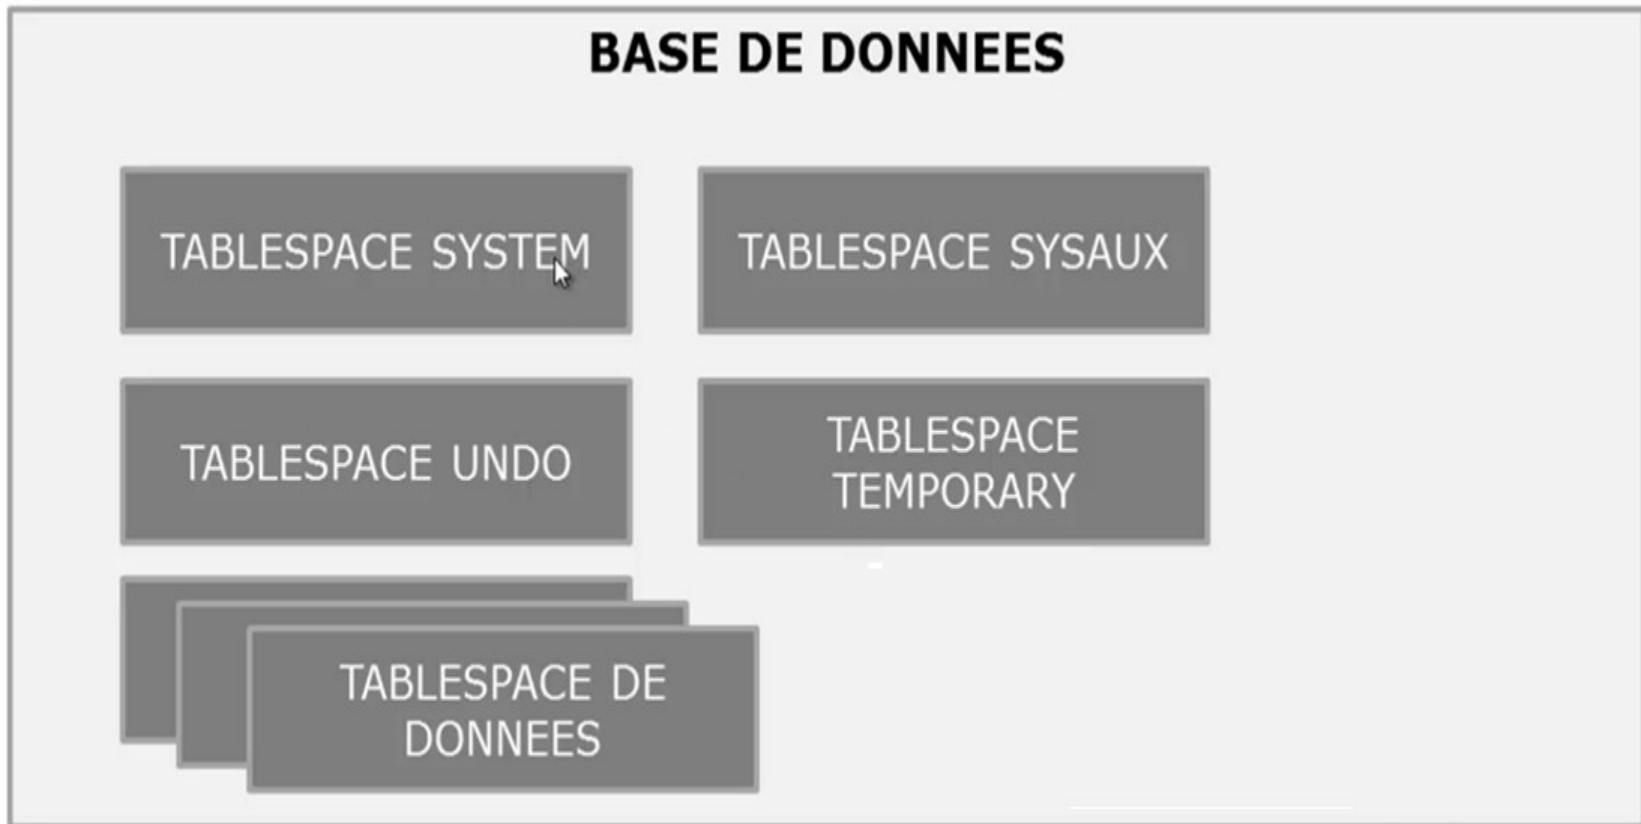 BASE DE DONNEES
TABLESPACE SYSTEM
TABLESPACE SYSAUX
TABLESPACE UNDO
TABLESPACE
TEMPORARY
TABLESPACE DE
DONNEES